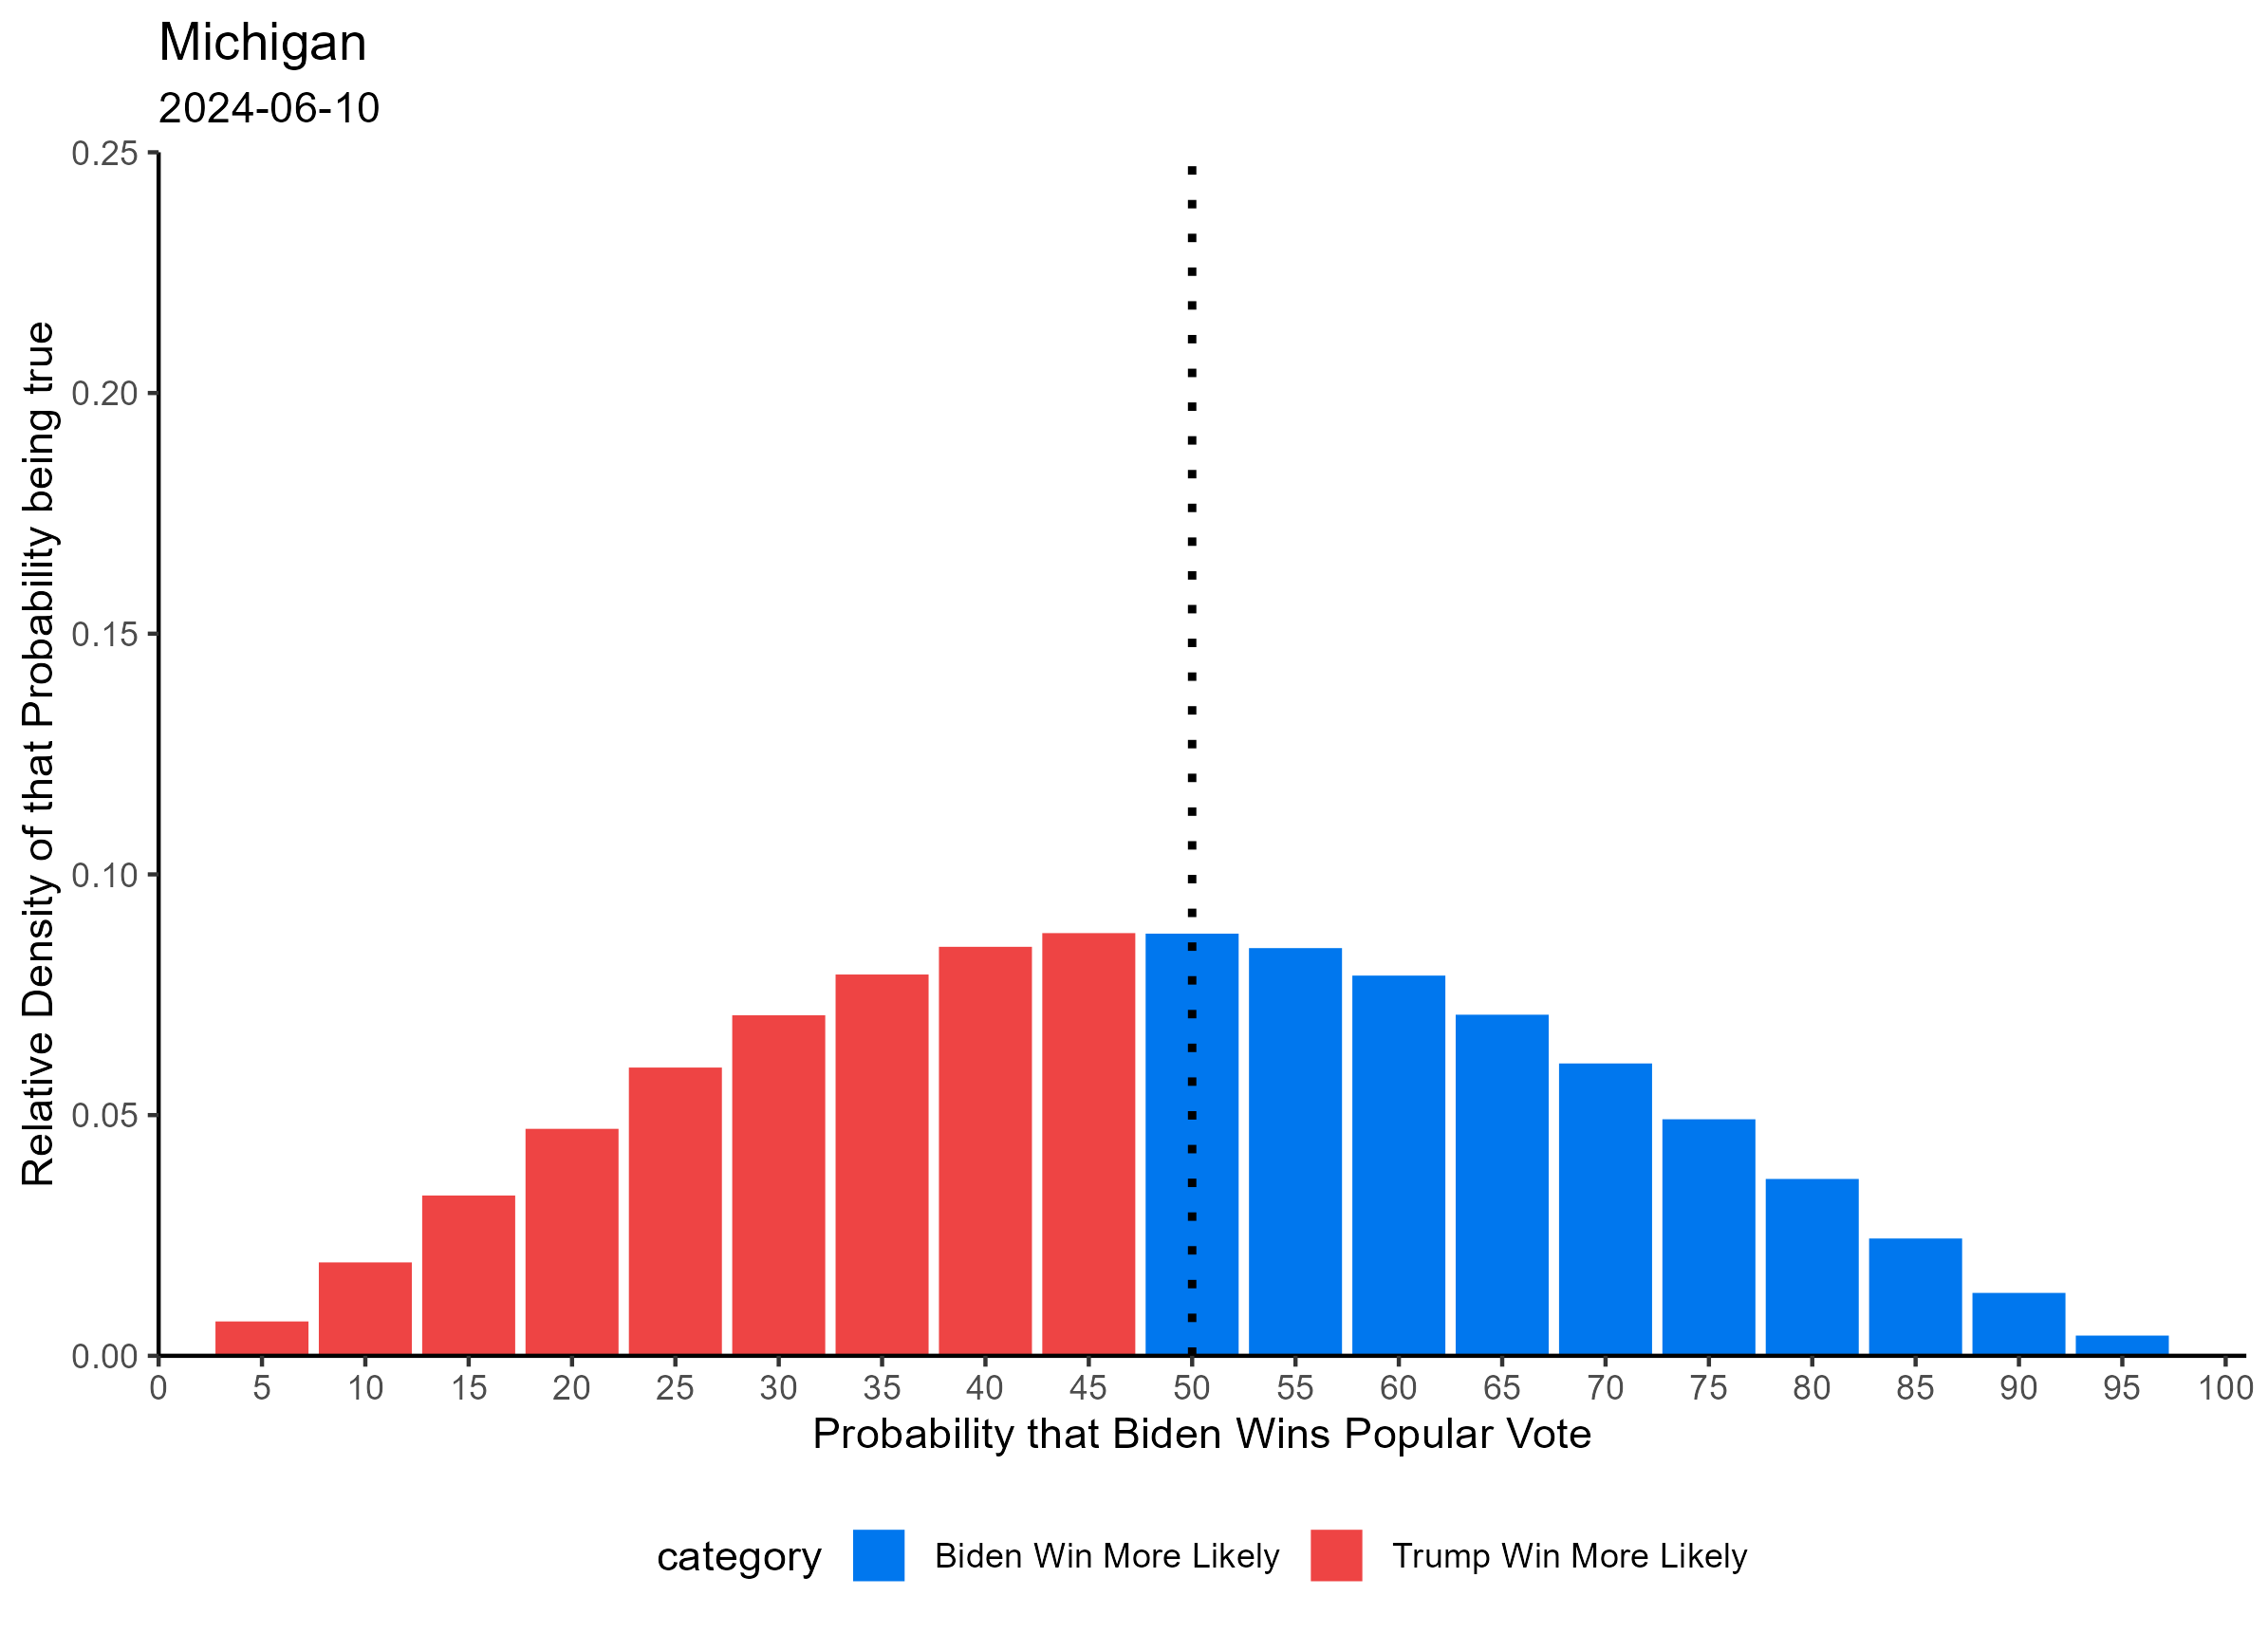 Michigan
2024-06-10
Relative Density of that Probability being true
0.25
0.20
0.15
0.10
0.05
0.00
0 5 10 15 20 25 30 35 40 45 50 55 60 65 70 75 80 85 90 95 100
Probability that Biden Wins Popular Vote
category Biden Win More Likely Trump Win More Likely